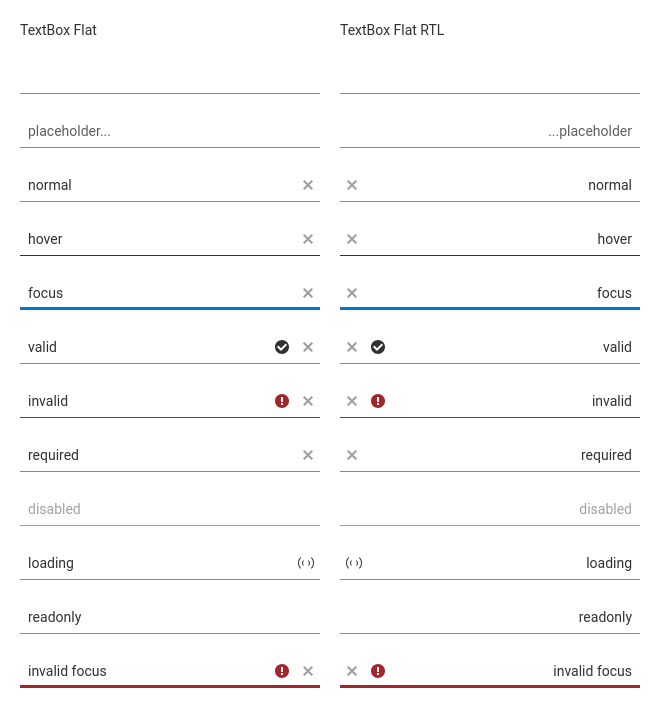 TextBox Flat
placeholder...
normal
hover
focus
valid
invalid
required
disabled
loading
readonly
invalid focus
TextBox Flat RTL
...placeholder
normal
hover
focus
valid
invalid
required
disabled
loading
readonly
invalid focus